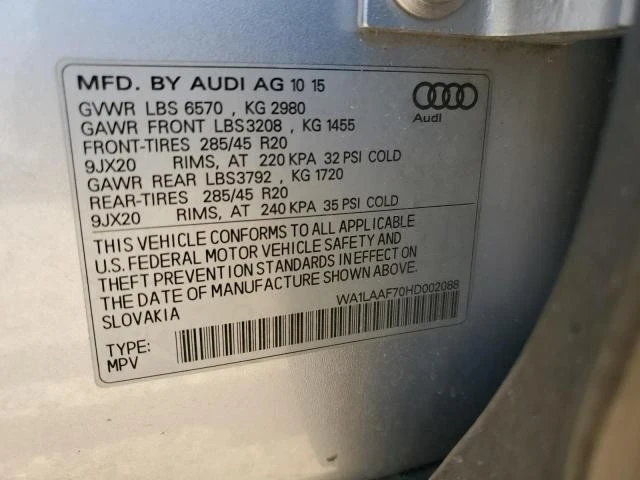 MFD. BY AUDI AG 10 15
GVWR LBS 6570 , KG 2980
GAWR FRONT LBS3208 , KG 1455
FRONT-TIRES 285/45 R20
9JX20 RIMS, AT 220 KPA 32 PSI COLD
GAWR REAR LBS3792 , KG 1720
REAR-TIRES 285/45 R20
9JX20 RIMS, AT 240 KPA 35 PSI COLD
Audi
THIS VEHICLE CONFORMS TO ALL APPLICABLE
U.S. FEDERAL MOTOR VEHICLE SAFETY AND
THEFT PREVENTION STANDARDS IN EFFECT ON
THE DATE OF MANUFACTURE SHOWN ABOVE.
SLOVAKIA
WA1LAAF70HD002088
TYPE:
MPV